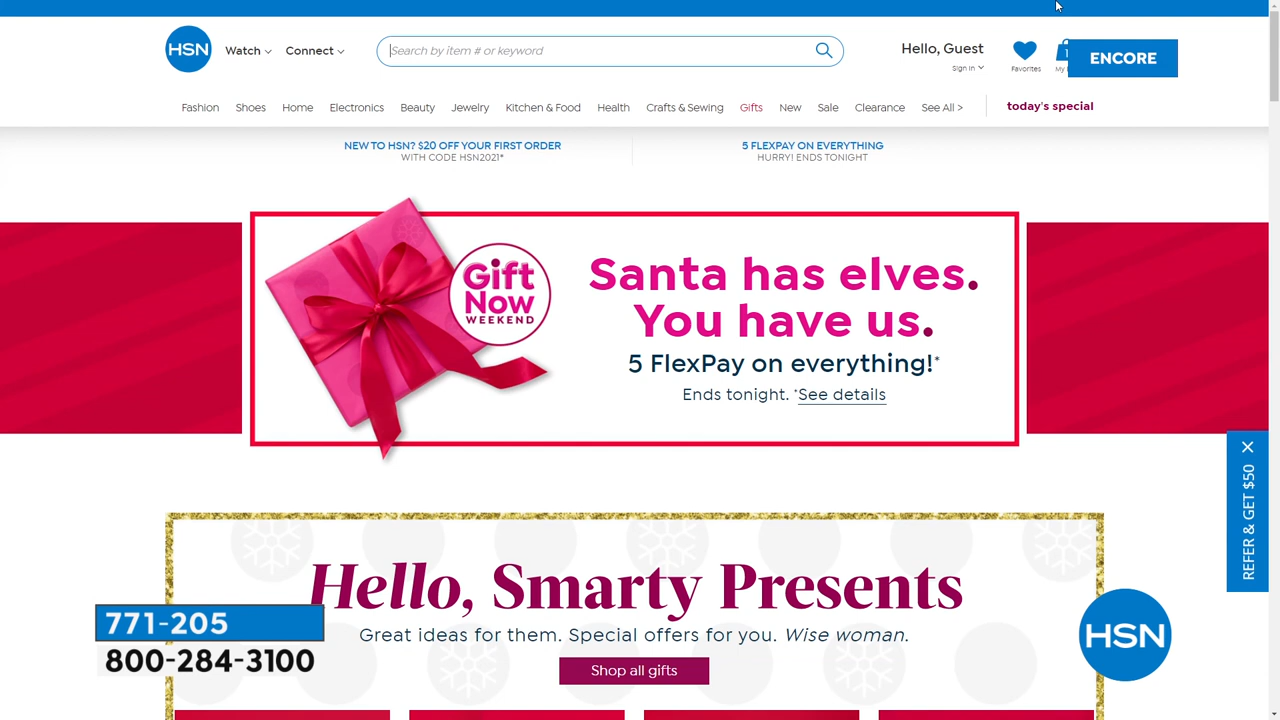 HSN
Watch
Connect
Search by item # or keyword
Hello, Guest
Sign in
Favorites
My
ENCORE
Fashion
Shoes
Home
Electronics
Beauty
Jewelry
Kitchen & Food
Health
Crafts & Sewing
Gifts
New
Sale
Clearance
See All >
today's special
NEW TO HSN? $20 OFF YOUR FIRST ORDER
WITH CODE HSN2021*
5 FLEXPAY ON EVERYTHING
HURRY! ENDS TONIGHT
Gift
Now
WEEKEND
Santa has elves.
You have us.
5 FlexPay on everything!*
Ends tonight. *See details
REFER & GET $50
Hello, Smarty Presents
Great ideas for them. Special offers for you. Wise woman.
Shop all gifts
771-205
800-284-3100
HSN